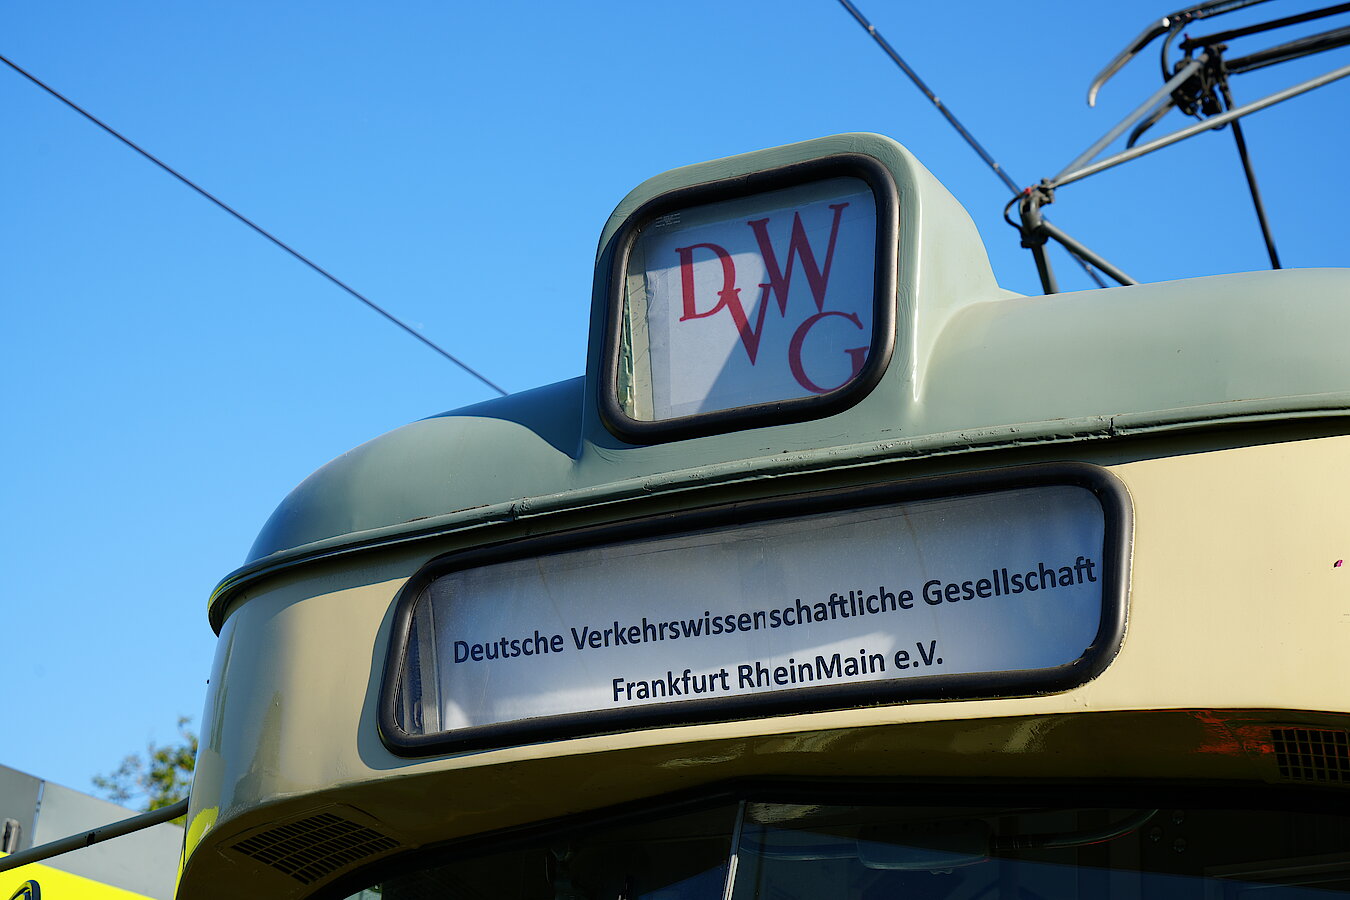 DVWG
Deutsche Verkehrswissenschaftliche Gesellschaft
Frankfurt RheinMain e.V.